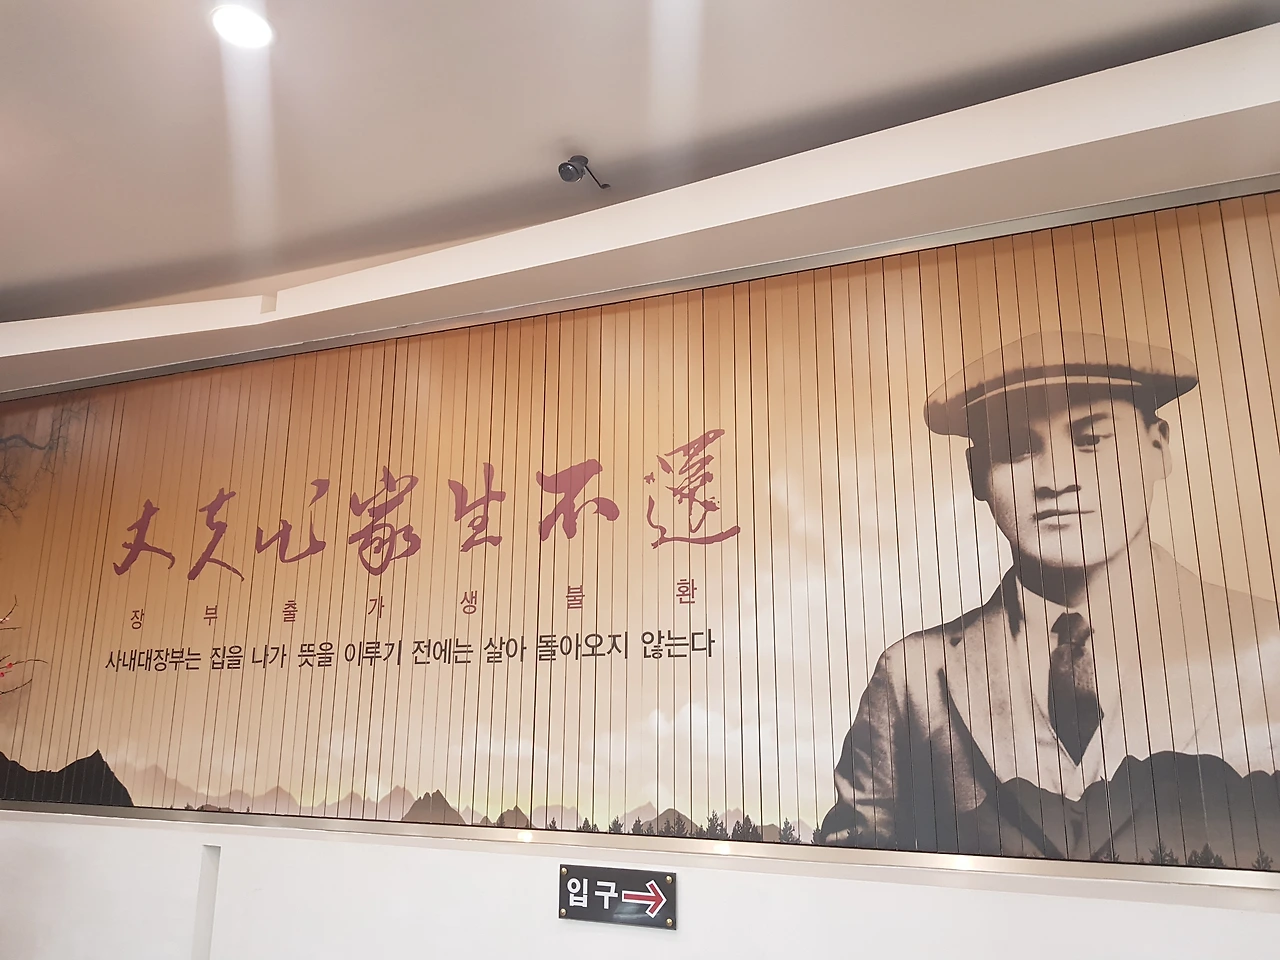 丈夫出家生不還
장부출가생불환
사내대장부는 집을 나가 뜻을 이루기 전에는 살아 돌아오지 않는다
입구→